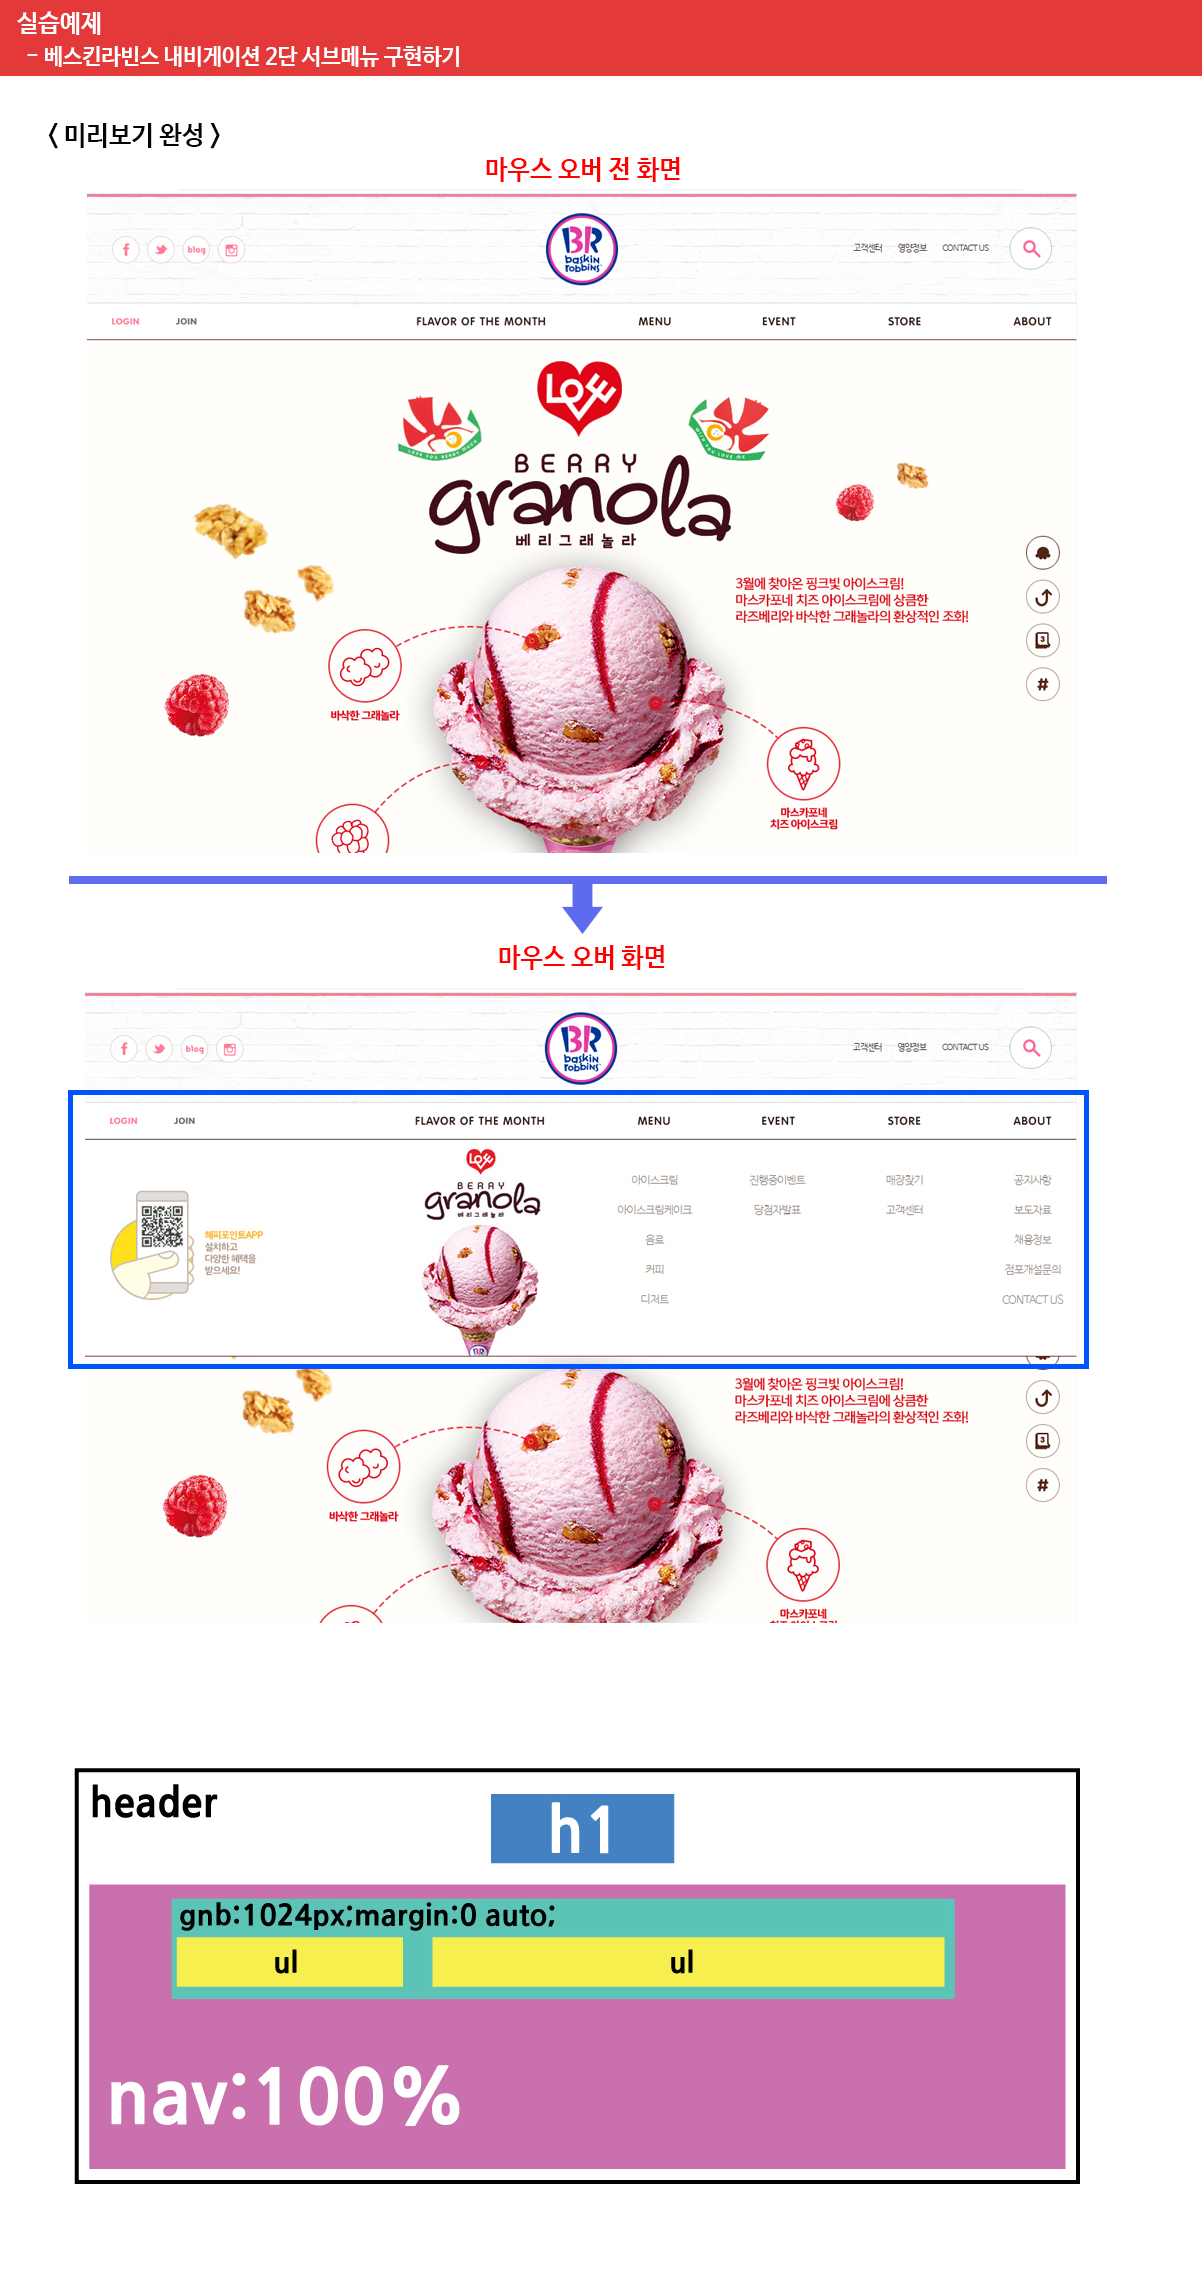 실습예제
- 베스킨라빈스 내비게이션 2단 서브메뉴 구현하기
< 미리보기 완성 >
마우스 오버 전 화면
f blog
BR
baskin
robbins
고객센터 영양정보 CONTACT US
LOGIN JOIN FLAVOR OF THE MONTH MENU EVENT STORE ABOUT
LOVE
LOVE YOU BERRY MUCH
WITH YOU LOVE ME
BERRY
granola
베리그래놀라
3월에 찾아온 핑크빛 아이스크림!
마스카포네 치즈 아이스크림에 상큼한
라즈베리와 바삭한 그래놀라의 환상적인 조화!
3
#
바삭한 그래놀라
마스카포네
치즈 아이스크림
마우스 오버 화면
f blog
BR
baskin
robbins
고객센터 영양정보 CONTACT US
LOGIN JOIN FLAVOR OF THE MONTH MENU EVENT STORE ABOUT
LOVE
BERRY
granola
베리그래놀라
BR
해피포인트APP
설치하고
다양한 혜택을
받으세요!
아이스크림 진행중이벤트 매장찾기 공지사항
아이스크림케이크 당첨자발표 고객센터 보도자료
음료 채용정보
커피 점포개설문의
디저트 CONTACT US
3월에 찾아온 핑크빛 아이스크림!
마스카포네 치즈 아이스크림에 상큼한
라즈베리와 바삭한 그래놀라의 환상적인 조화!
3
#
바삭한 그래놀라
마스카포네
header
h1
gnb:1024px;margin:0 auto;
ul ul
nav:100%